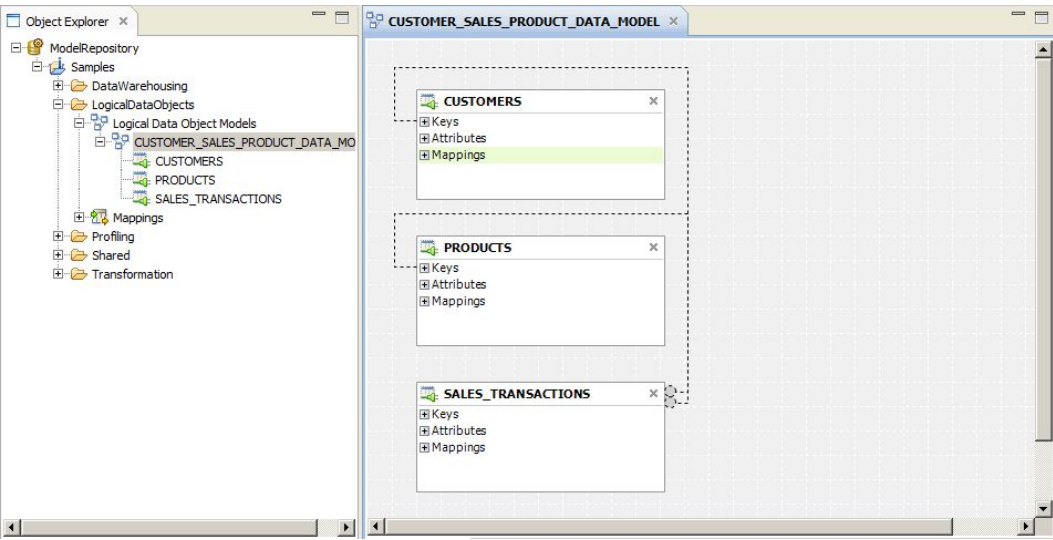 Object Explorer
ModelRepository
Samples
DataWarehousing
LogicalDataObjects
Logical Data Object Models
CUSTOMER_SALES_PRODUCT_DATA_MO
CUSTOMERS
PRODUCTS
SALES_TRANSACTIONS
Mappings
Profiling
Shared
Transformation
CUSTOMER_SALES_PRODUCT_DATA_MODEL
CUSTOMERS
Keys
Attributes
Mappings
PRODUCTS
Keys
Attributes
Mappings
SALES_TRANSACTIONS
Keys
Attributes
Mappings